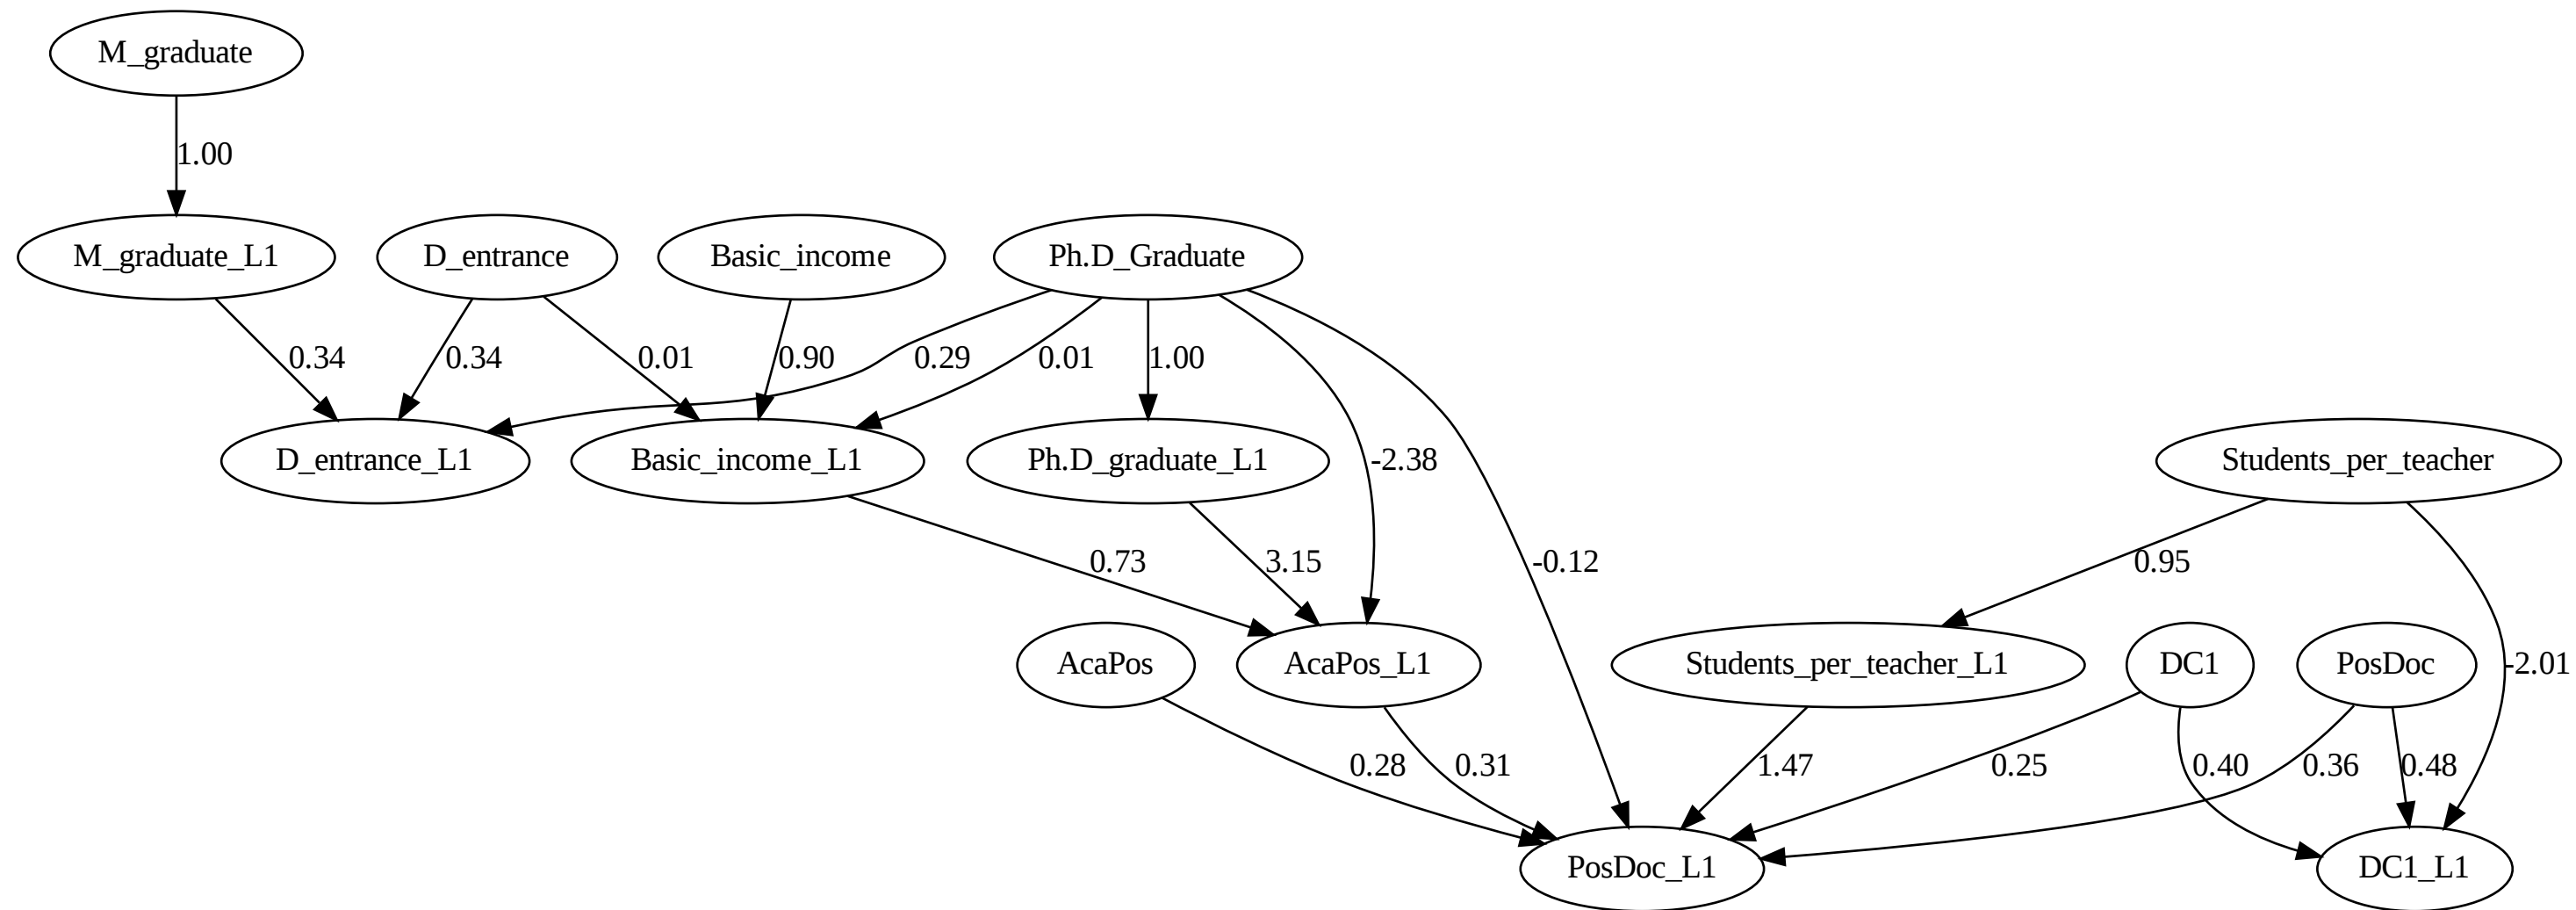 M_graduate
1.00
M_graduate_L1
D_entrance
Basic_income
Ph.D_Graduate
0.34
0.34
0.01
0.90
0.29
0.01
1.00
D_entrance_L1
Basic_income_L1
Ph.D_graduate_L1
-2.38
Students_per_teacher
0.73
3.15
-0.12
0.95
AcaPos
AcaPos_L1
Students_per_teacher_L1
DC1
PosDoc
-2.01
0.28
0.31
1.47
0.25
0.40
0.36
0.48
PosDoc_L1
DC1_L1